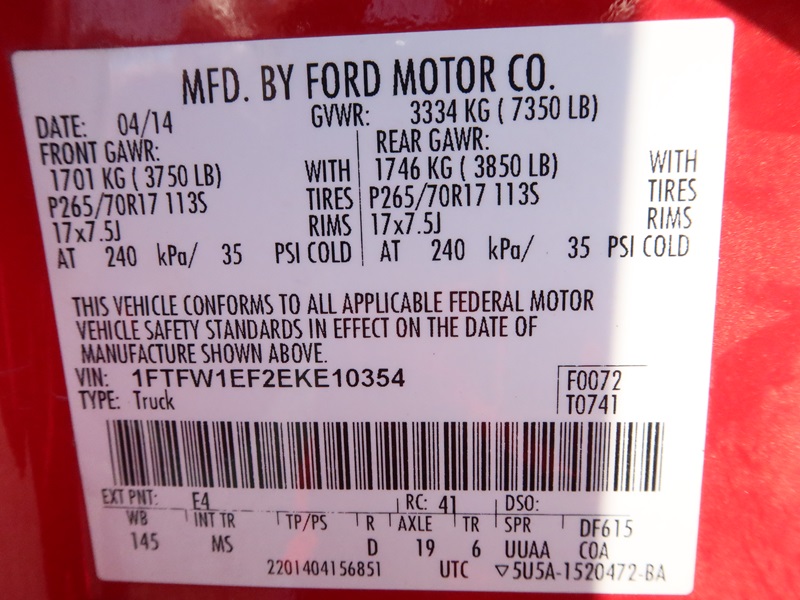 MFD. BY FORD MOTOR CO.
DATE: 04/14 GVWR: 3334 KG ( 7350 LB)
FRONT GAWR: REAR GAWR:
1701 KG ( 3750 LB) WITH 1746 KG ( 3850 LB) WITH
P265/70R17 113S TIRES P265/70R17 113S TIRES
17x7.5J RIMS 17x7.5J RIMS
AT 240 kPa/ 35 PSI COLD AT 240 kPa/ 35 PSI COLD
THIS VEHICLE CONFORMS TO ALL APPLICABLE FEDERAL MOTOR
VEHICLE SAFETY STANDARDS IN EFFECT ON THE DATE OF
MANUFACTURE SHOWN ABOVE.
VIN: 1FTFW1EF2EKE10354 F0072
TYPE: Truck T0741
EXT PNT: E4 RC: 41 DSO:
WB INT TR TP/PS R AXLE TR SPR DF615
145 MS D 19 6 UUAA COA
2201404156851 UTC ▽5U5A-1520472-BA